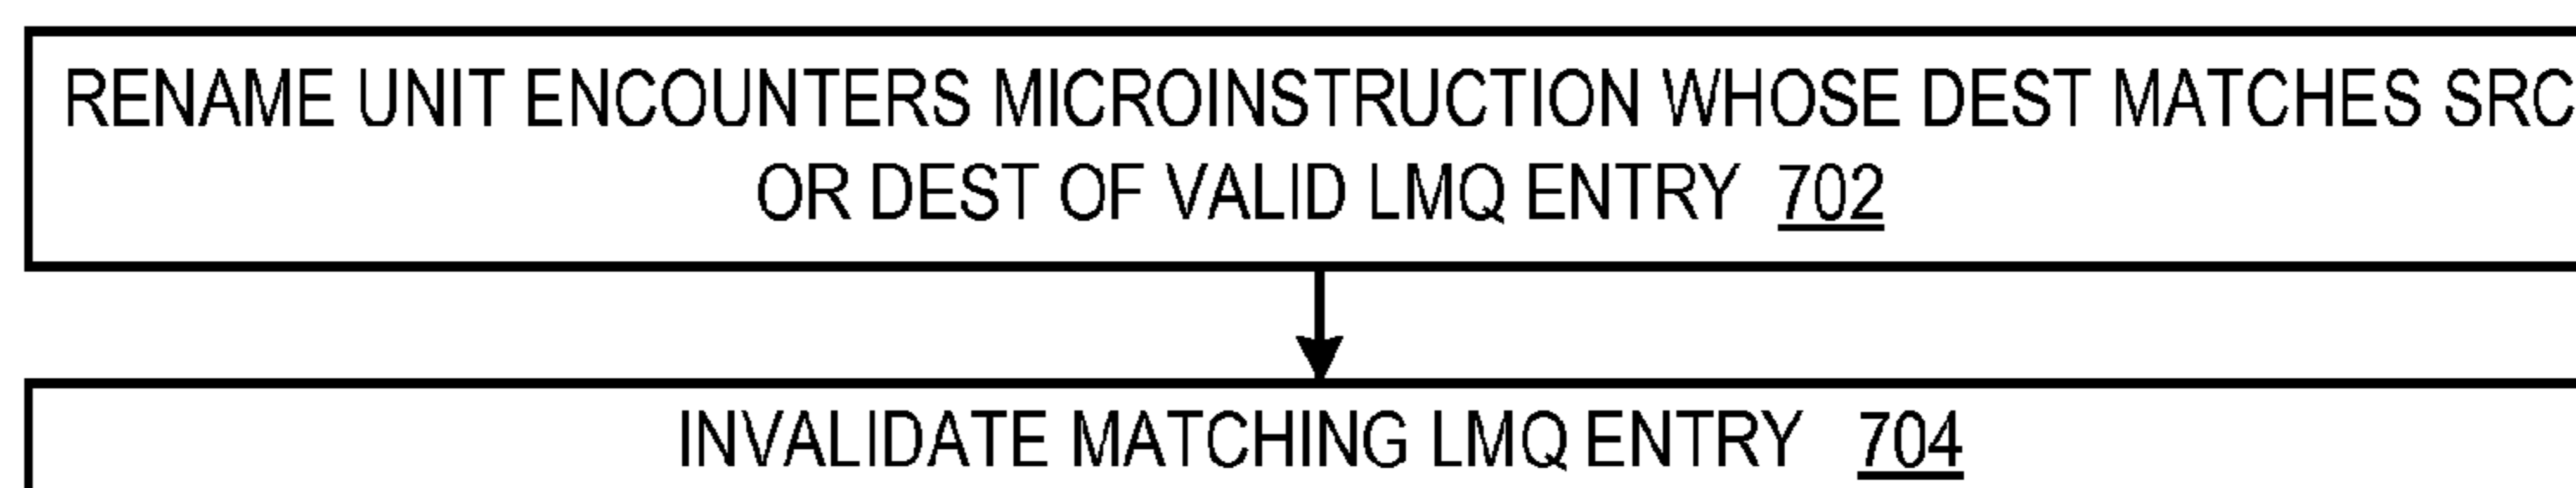 RENAME UNIT ENCOUNTERS MICROINSTRUCTION WHOSE DEST MATCHES SRC
OR DEST OF VALID LMQ ENTRY 702
INVALIDATE MATCHING LMQ ENTRY 704